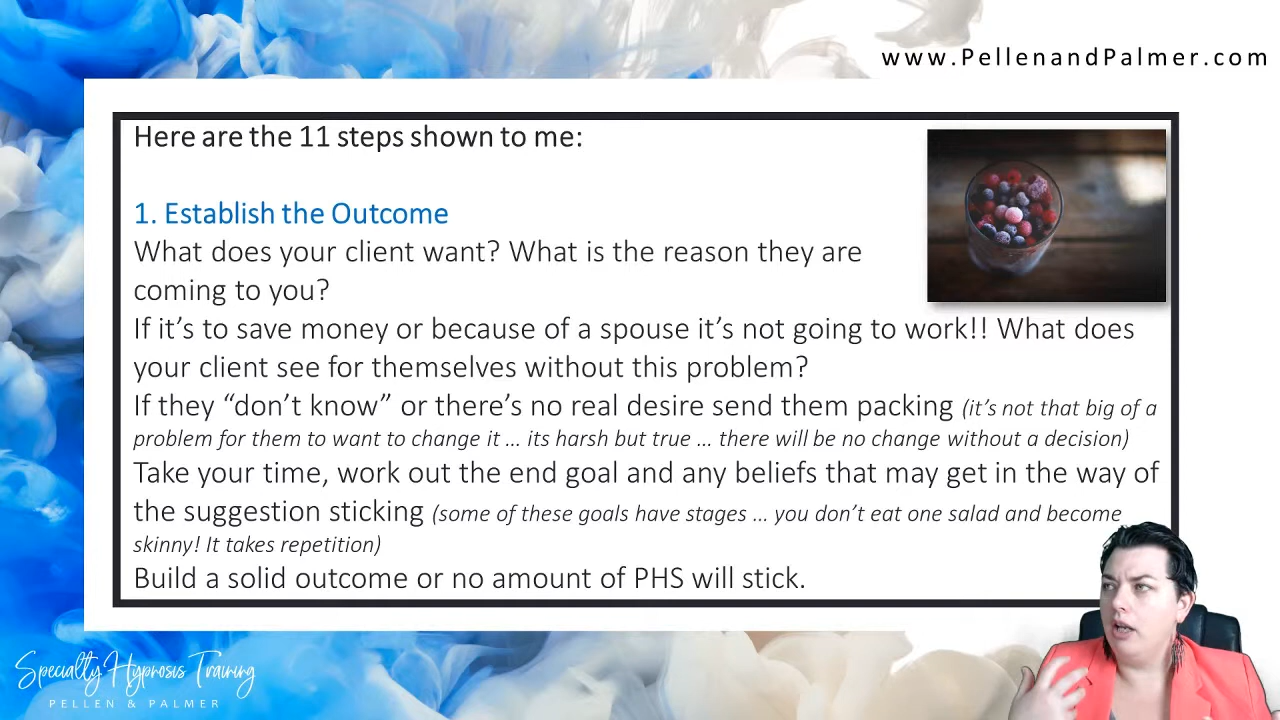 www.PellenandPalmer.com
Here are the 11 steps shown to me:
1. Establish the Outcome
What does your client want? What is the reason they are
coming to you?
If it’s to save money or because of a spouse it’s not going to work!! What does
your client see for themselves without this problem?
If they “don’t know” or there’s no real desire send them packing (it’s not that big of a
problem for them to want to change it … its harsh but true … there will be no change without a decision)
Take your time, work out the end goal and any beliefs that may get in the way of
the suggestion sticking (some of these goals have stages … you don’t eat one salad and become
skinny! It takes repetition)
Build a solid outcome or no amount of PHS will stick.
Specialty Hypnosis Training
PELLEN & PALMER